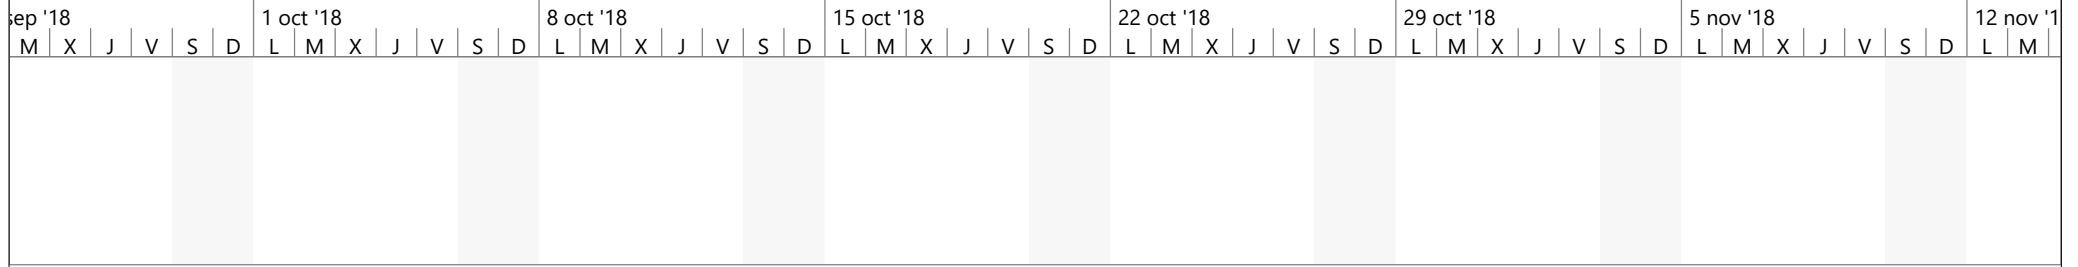 sep '18 1 oct '18 8 oct '18 15 oct '18 22 oct '18 29 oct '18 5 nov '18 12 nov '1
M X J V S D L M X J V S D L M X J V S D L M X J V S D L M X J V S D L M X J V S D L M X J V S D L M